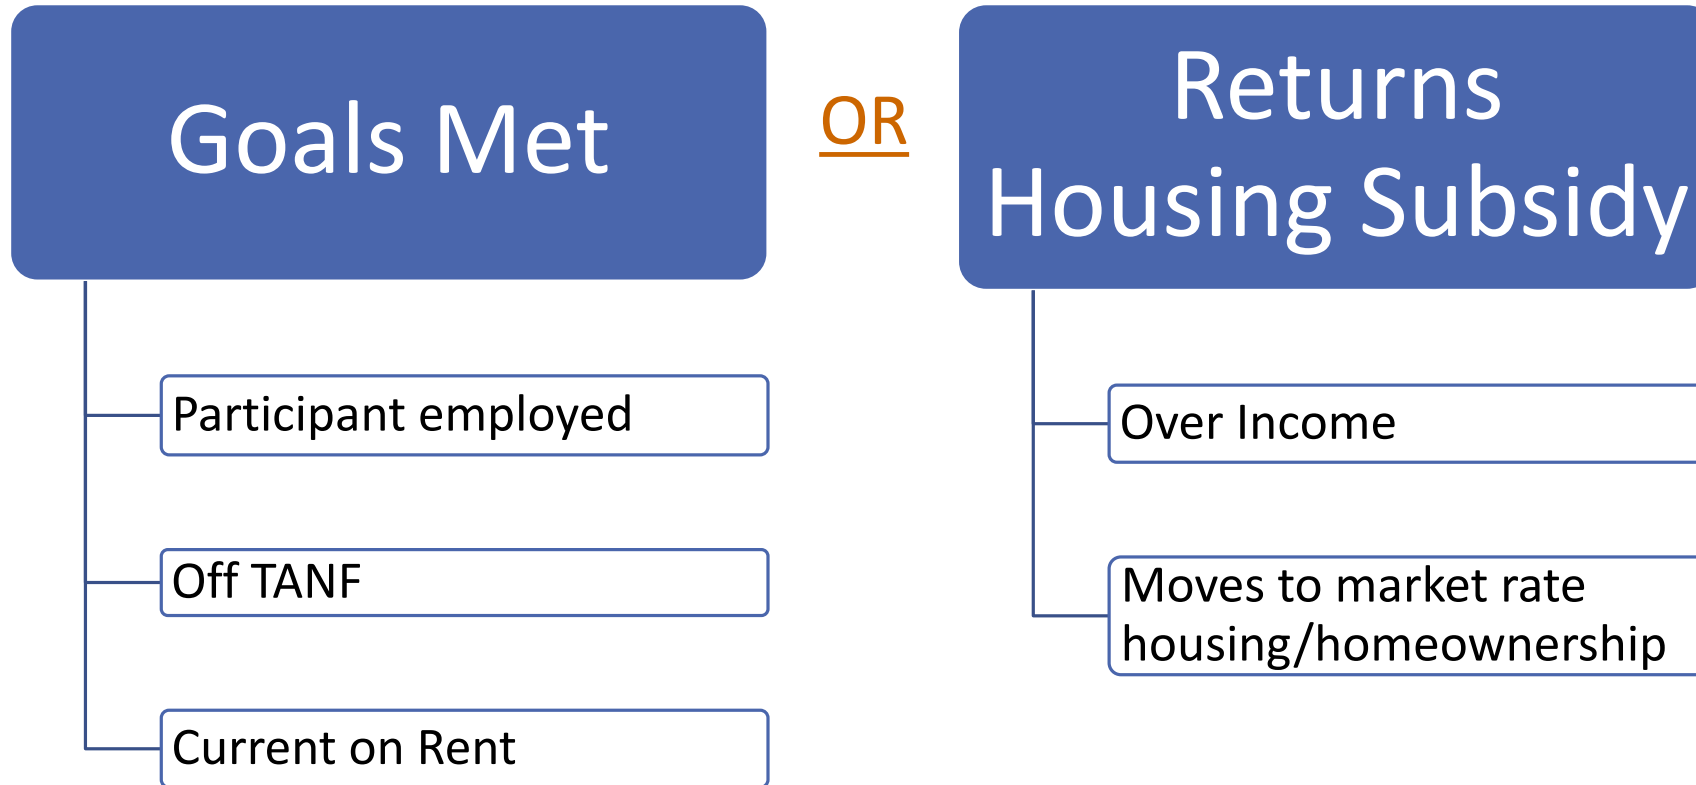 Goals Met
Participant employed
Off TANF
Current on Rent
OR
Returns
Housing Subsidy
Over Income
Moves to market rate
housing/homeownership